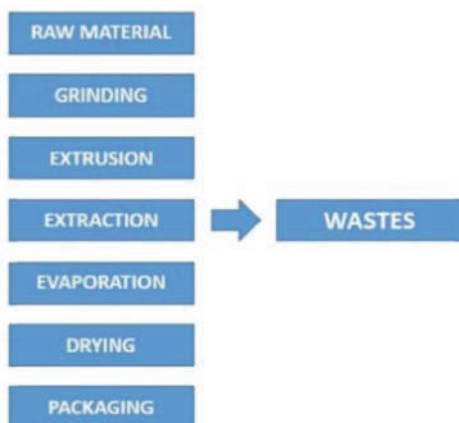 RAW MATERIAL
GRINDING
EXTRUSION
EXTRACTION
WASTES
EVAPORATION
DRYING
PACKAGING